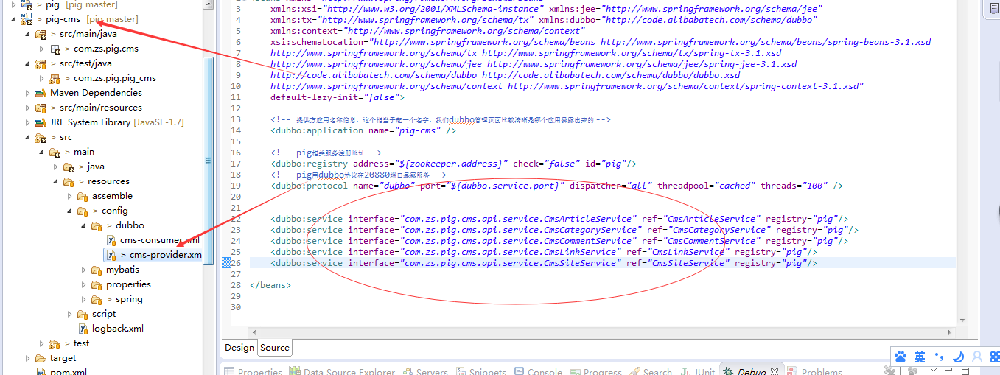 > pig [pig master]
> pig-cms [pig master]
> src/main/java
> com.zs.pig.cms
> src/test/java
> com.zs.pig.pig_cms
Maven Dependencies
> src/main/resources
JRE System Library [JavaSE-1.7]
> src
> main
> java
> resources
assemble
> config
> dubbo
cms-consumer.xml
> cms-provider.xm
mybatis
properties
> spring
script
logback.xml
> test
target
pom.xml
3 xmlns:xsi="http://www.w3.org/2001/XMLSchema-instance" xmlns:jee="http://www.springframework.org/schema/jee"
4 xmlns:tx="http://www.springframework.org/schema/tx" xmlns:dubbo="http://code.alibabatech.com/schema/dubbo"
5 xmlns:context="http://www.springframework.org/schema/context"
6 xsi:schemaLocation="http://www.springframework.org/schema/beans http://www.springframework.org/schema/beans/spring-beans-3.1.xsd
7 http://www.springframework.org/schema/tx http://www.springframework.org/schema/tx/spring-tx-3.1.xsd
8 http://www.springframework.org/schema/jee http://www.springframework.org/schema/jee/spring-jee-3.1.xsd
9 http://code.alibabatech.com/schema/dubbo http://code.alibabatech.com/schema/dubbo/dubbo.xsd
10 http://www.springframework.org/schema/context http://www.springframework.org/schema/context/spring-context-3.1.xsd"
11 default-lazy-init="false">
12
13 <!-- 提供方应用名称信息，这个相当于起一个名字，我们dubbo管理页面比较清晰是哪个应用暴露出来的 -->
14 <dubbo:application name="pig-cms" />
15
16 <!-- pig相关服务注册地址 -->
17 <dubbo:registry address="${zookeeper.address}" check="false" id="pig"/>
18 <!-- pig用dubbo协议在20880端口暴露服务 -->
19 <dubbo:protocol name="dubbo" port="${dubbo.service.port}" dispatcher="all" threadpool="cached" threads="100" />
20
21
22 <dubbo:service interface="com.zs.pig.cms.api.service.CmsArticleService" ref="CmsArticleService" registry="pig"/>
23 <dubbo:service interface="com.zs.pig.cms.api.service.CmsCategoryService" ref="CmsCategoryService" registry="pig"/>
24 <dubbo:service interface="com.zs.pig.cms.api.service.CmsCommentService" ref="CmsCommentService" registry="pig"/>
25 <dubbo:service interface="com.zs.pig.cms.api.service.CmsLinkService" ref="CmsLinkService" registry="pig"/>
26 <dubbo:service interface="com.zs.pig.cms.api.service.CmsSiteService" ref="CmsSiteService" registry="pig"/>
27
28 </beans>
29
30
Design Source
Properties Data Source Explorer Servers Snippets Console Progress Search JUnit Debug Problems
英